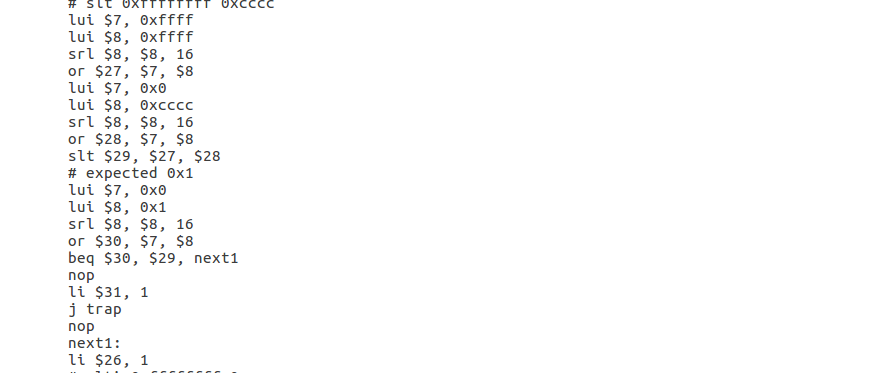 # slt 0xffffffff 0xcccc
lui $7, 0xffff
lui $8, 0xffff
srl $8, $8, 16
or $27, $7, $8
lui $7, 0x0
lui $8, 0xcccc
srl $8, $8, 16
or $28, $7, $8
slt $29, $27, $28
# expected 0x1
lui $7, 0x0
lui $8, 0x1
srl $8, $8, 16
or $30, $7, $8
beq $30, $29, next1
nop
li $31, 1
j trap
nop
next1:
li $26, 1